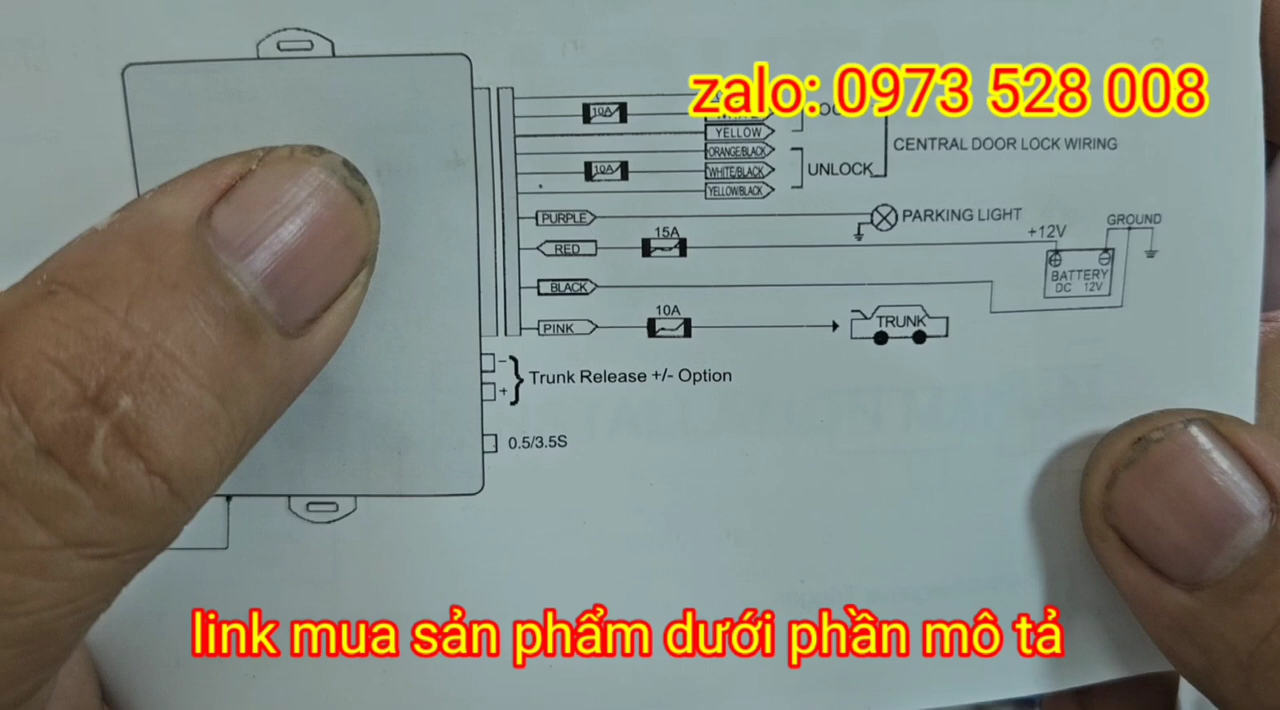 zalo: 0973 528 008
10A
YELLOW
ORANGE/BLACK
CENTRAL DOOR LOCK WIRING
10A
WHITE/BLACK
UNLOCK
YELLOW/BLACK
PURPLE
PARKING LIGHT
GROUND
15A
+12V
RED
BATTERY
DC 12V
BLACK
10A
PINK
TRUNK
-
+
Trunk Release +/- Option
0.5/3.5S
link mua sản phẩm dưới phần mô tả